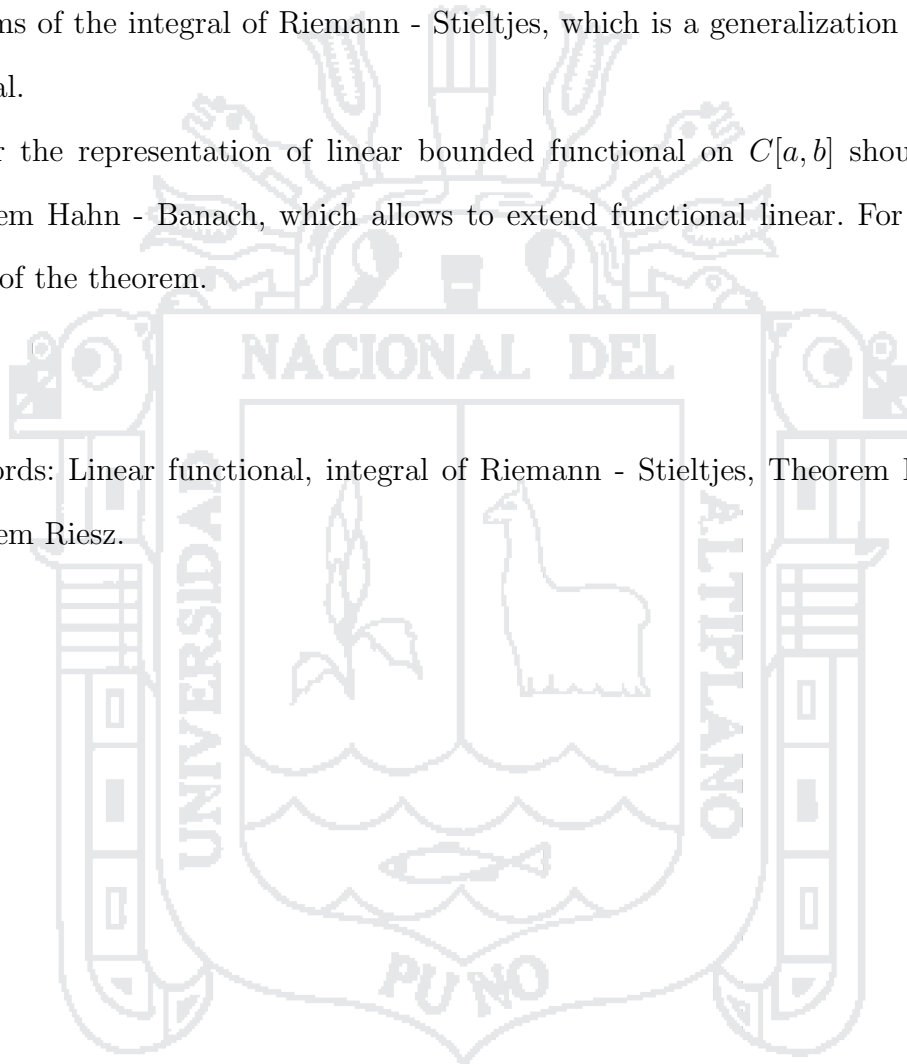 ms of the integral of Riemann - Stieltjes, which is a generalization
al.
r the representation of linear bounded functional on C[a, b] shou
em Hahn - Banach, which allows to extend functional linear. For
of the theorem.
NACIONAL DEL
ords: Linear functional, integral of Riemann - Stieltjes, Theorem
em Riesz.
UNIVERSIDAD
ALTIPLANO
PUNO